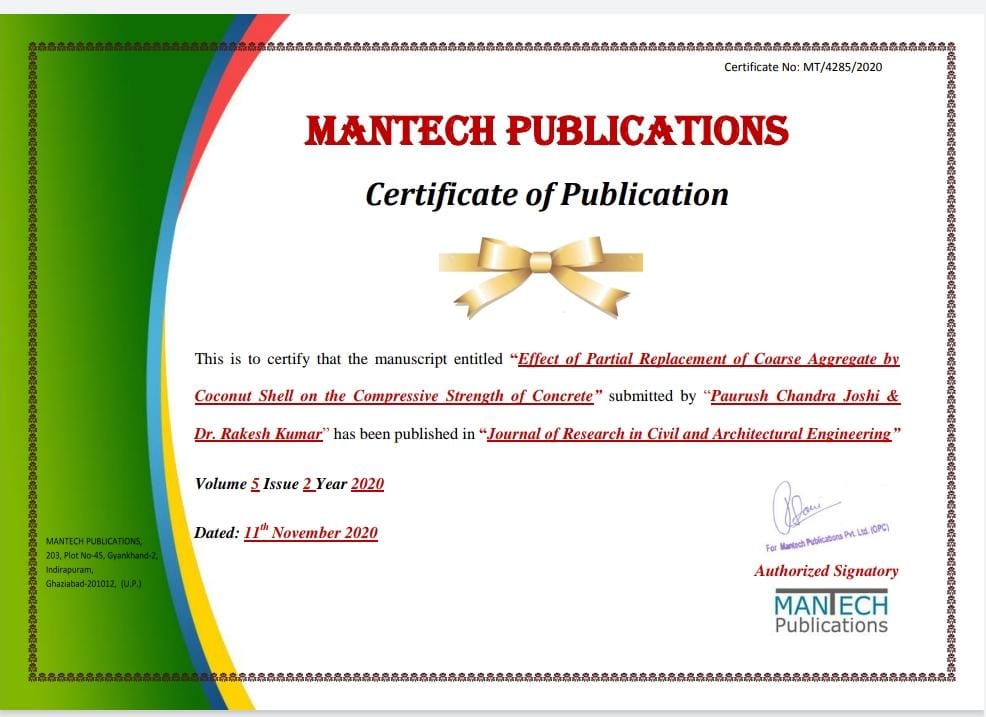 Certificate No: MT/4285/2020
MANTECH PUBLICATIONS
Certificate of Publication
This is to certify that the manuscript entitled “Effect of Partial Replacement of Coarse Aggregate by
Coconut Shell on the Compressive Strength of Concrete” submitted by “Paurush Chandra Joshi &
Dr. Rakesh Kumar” has been published in “Journal of Research in Civil and Architectural Engineering”
Volume 5 Issue 2 Year 2020
Dated: 11th November 2020
MANTECH PUBLICATIONS,
203, Plot No-45, Gyankhand-2,
Indirapuram,
Ghaziabad-201012, (U.P.)
For Mantech Publications Pvt. Ltd. (OPC)
Authorized Signatory
MANTECH
Publications